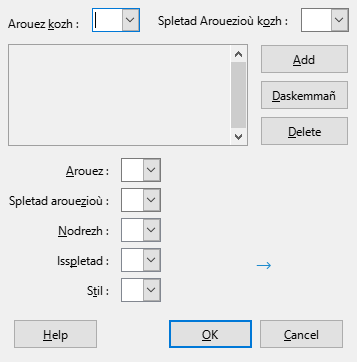 Arouez kozh : Spletad Arouezioù kozh :
Add
Daskemmañ
Delete
Arouez :
Spletad arouezioù :
Nodrezh :
Isspletad :
Stil :
→
Help OK Cancel